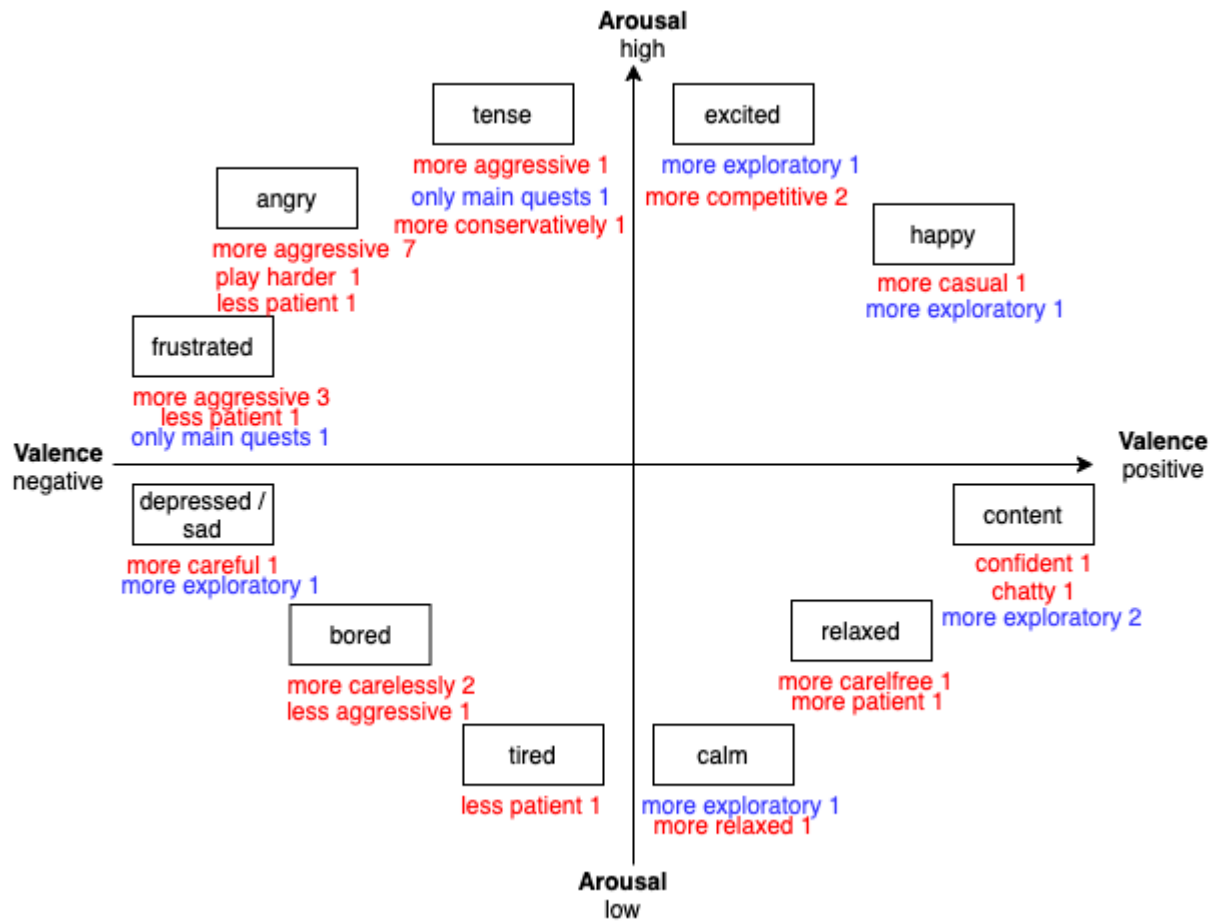 Arousal
high
tense
more aggressive 1
only main quests 1
more conservatively 1
excited
more exploratory 1
more competitive 2
angry
more aggressive 7
play harder 1
less patient 1
happy
more casual 1
more exploratory 1
frustrated
more aggressive 3
less patient 1
only main quests 1
Valence
negative
Valence
positive
depressed /
sad
more careful 1
more exploratory 1
content
confident 1
chatty 1
more exploratory 2
bored
more carelessly 2
less aggressive 1
relaxed
more carelfree 1
more patient 1
tired
less patient 1
calm
more exploratory 1
more relaxed 1
Arousal
low